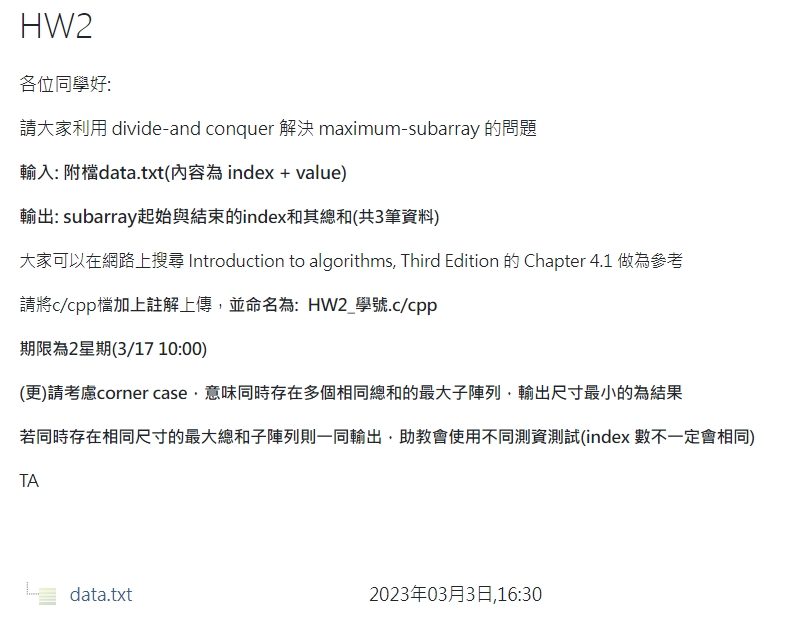 HW2
各位同學好:
請大家利用 divide-and conquer 解決 maximum-subarray 的問題
輸入: 附檔data.txt(內容為 index + value)
輸出: subarray起始與結束的index和其總和(共3筆資料)
大家可以在網路上搜尋 Introduction to algorithms, Third Edition 的 Chapter 4.1 做為參考
請將c/cpp檔加上註解上傳，並命名為: HW2_學號.c/cpp
期限為2星期(3/17 10:00)
(更)請考慮corner case，意味同時存在多個相同總和的最大子陣列，輸出尺寸最小的為結果
若同時存在相同尺寸的最大總和子陣列則一同輸出，助教會使用不同測資測試(index 數不一定會相同)
TA
data.txt 2023年03月3日,16:30